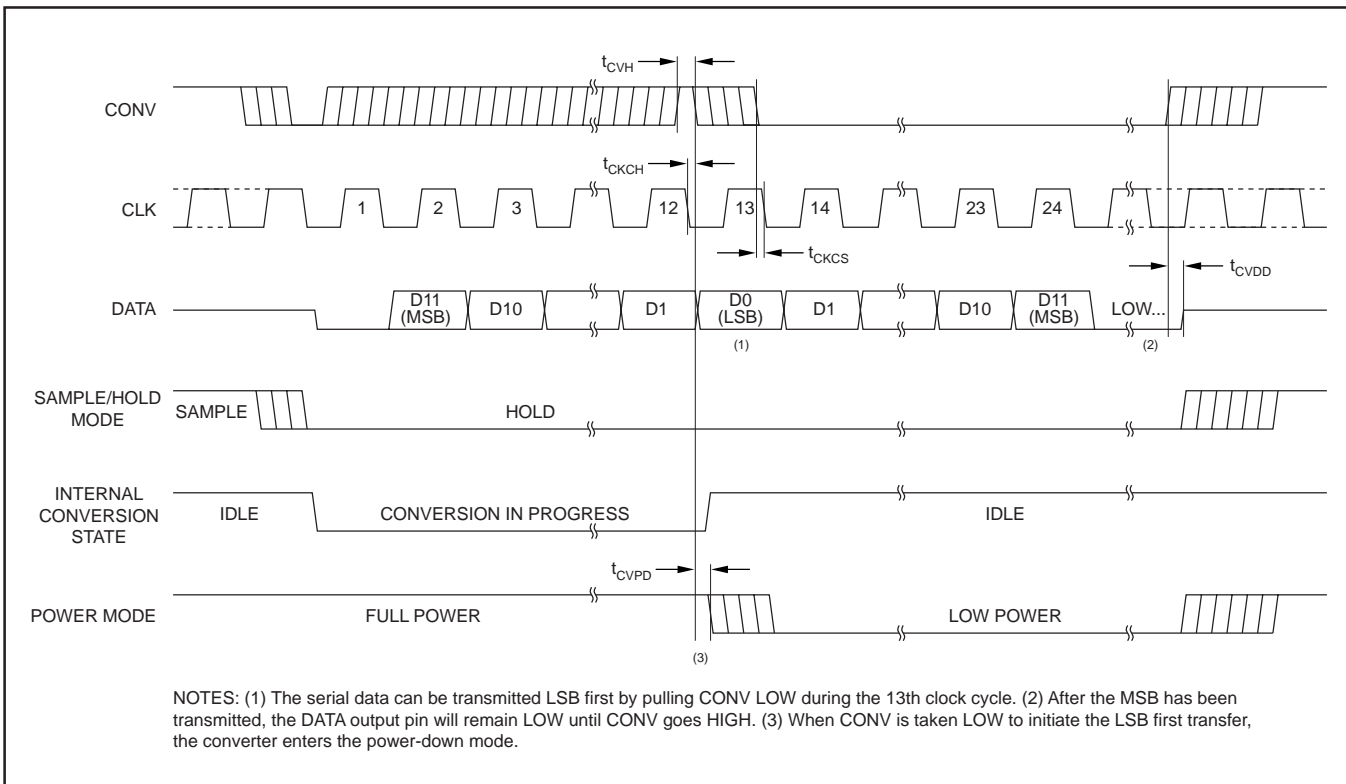 t_CVH
CONV
t_CKCH
CLK
1 2 3 12 13 14 23 24
t_CKCS
t_CVDD
DATA
D11
(MSB)
D10
D1
D0
(LSB)
D1
D10
D11
(MSB)
LOW...
(1)
(2)
SAMPLE/HOLD
MODE
SAMPLE
HOLD
INTERNAL
CONVERSION
STATE
IDLE
CONVERSION IN PROGRESS
IDLE
t_CVPD
POWER MODE
FULL POWER
LOW POWER
(3)
NOTES: (1) The serial data can be transmitted LSB first by pulling CONV LOW during the 13th clock cycle. (2) After the MSB has been
transmitted, the DATA output pin will remain LOW until CONV goes HIGH. (3) When CONV is taken LOW to initiate the LSB first transfer,
the converter enters the power-down mode.